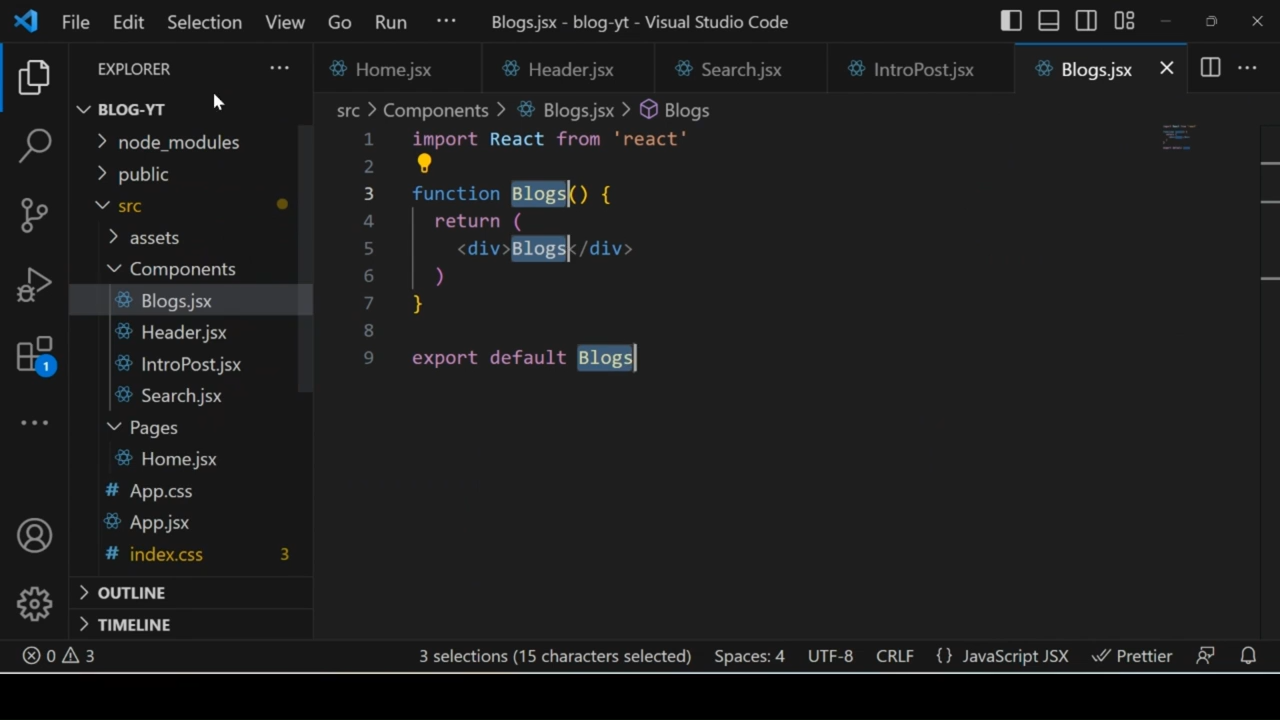 File Edit Selection View Go Run ··· Blogs.jsx - blog-yt - Visual Studio Code
EXPLORER ···
BLOG-YT
node_modules
public
src
assets
Components
Blogs.jsx
Header.jsx
IntroPost.jsx
Search.jsx
Pages
Home.jsx
# App.css
App.jsx
# index.css 3
OUTLINE
TIMELINE
1
Home.jsx Header.jsx Search.jsx IntroPost.jsx Blogs.jsx
src > Components > Blogs.jsx > Blogs
1 import React from 'react'
2
3 function Blogs() {
4 return (
5 <div>Blogs</div>
6 )
7 }
8
9 export default Blogs
0 3 3 selections (15 characters selected) Spaces: 4 UTF-8 CRLF {} JavaScript JSX Prettier